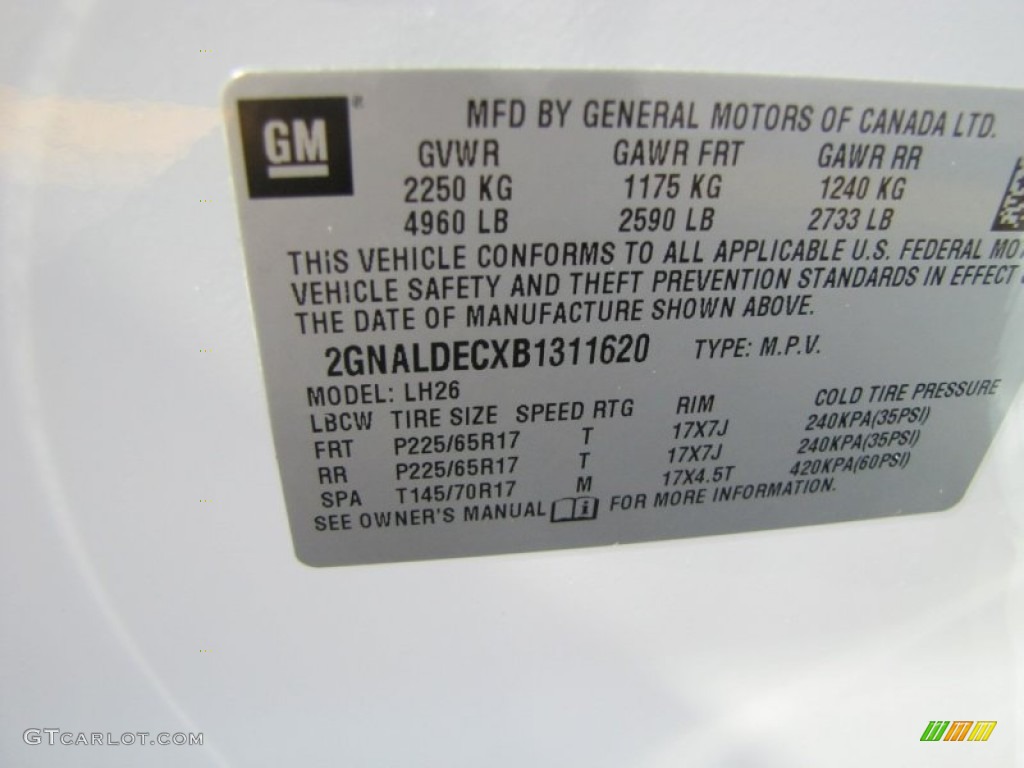 GM
MFD BY GENERAL MOTORS OF CANADA LTD.
GVWR GAWR FRT GAWR RR
2250 KG 1175 KG 1240 KG
4960 LB 2590 LB 2733 LB
THIS VEHICLE CONFORMS TO ALL APPLICABLE U.S. FEDERAL
VEHICLE SAFETY AND THEFT PREVENTION STANDARDS IN EFFECT
THE DATE OF MANUFACTURE SHOWN ABOVE.
2GNALDECXB1311620 TYPE: M.P.V.
MODEL: LH26
LBCW TIRE SIZE SPEED RTG RIM COLD TIRE PRESSURE
FRT P225/65R17 T 17X7J 240KPA(35PSI)
RR P225/65R17 T 17X7J 240KPA(35PSI)
SPA T145/70R17 M 17X4.5T 420KPA(60PSI)
SEE OWNER'S MANUAL FOR MORE INFORMATION.
GTCARLOT.COM